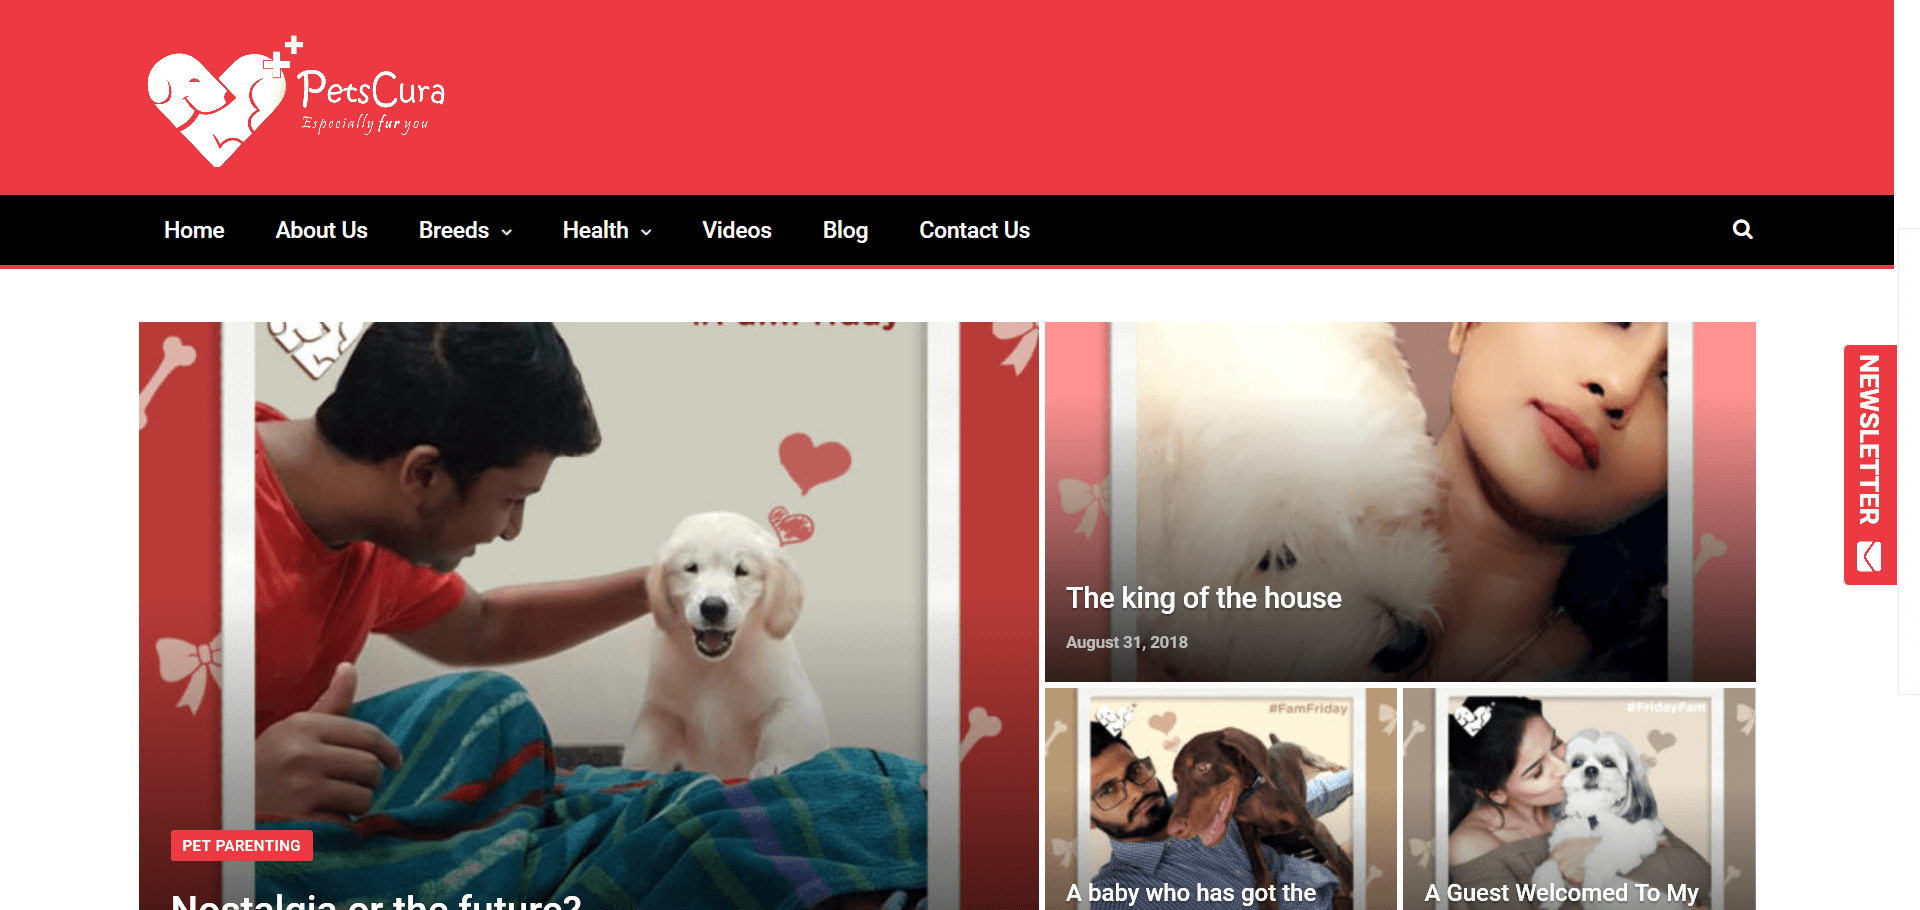 PetsCura
Especially fur you
Home
About Us
Breeds
Health
Videos
Blog
Contact Us
#FamFriday
PET PARENTING
Nostalgia or the future?
The king of the house
August 31, 2018
#FamFriday
A baby who has got the
#FridayFam
A Guest Welcomed To My
NEWSLETTER